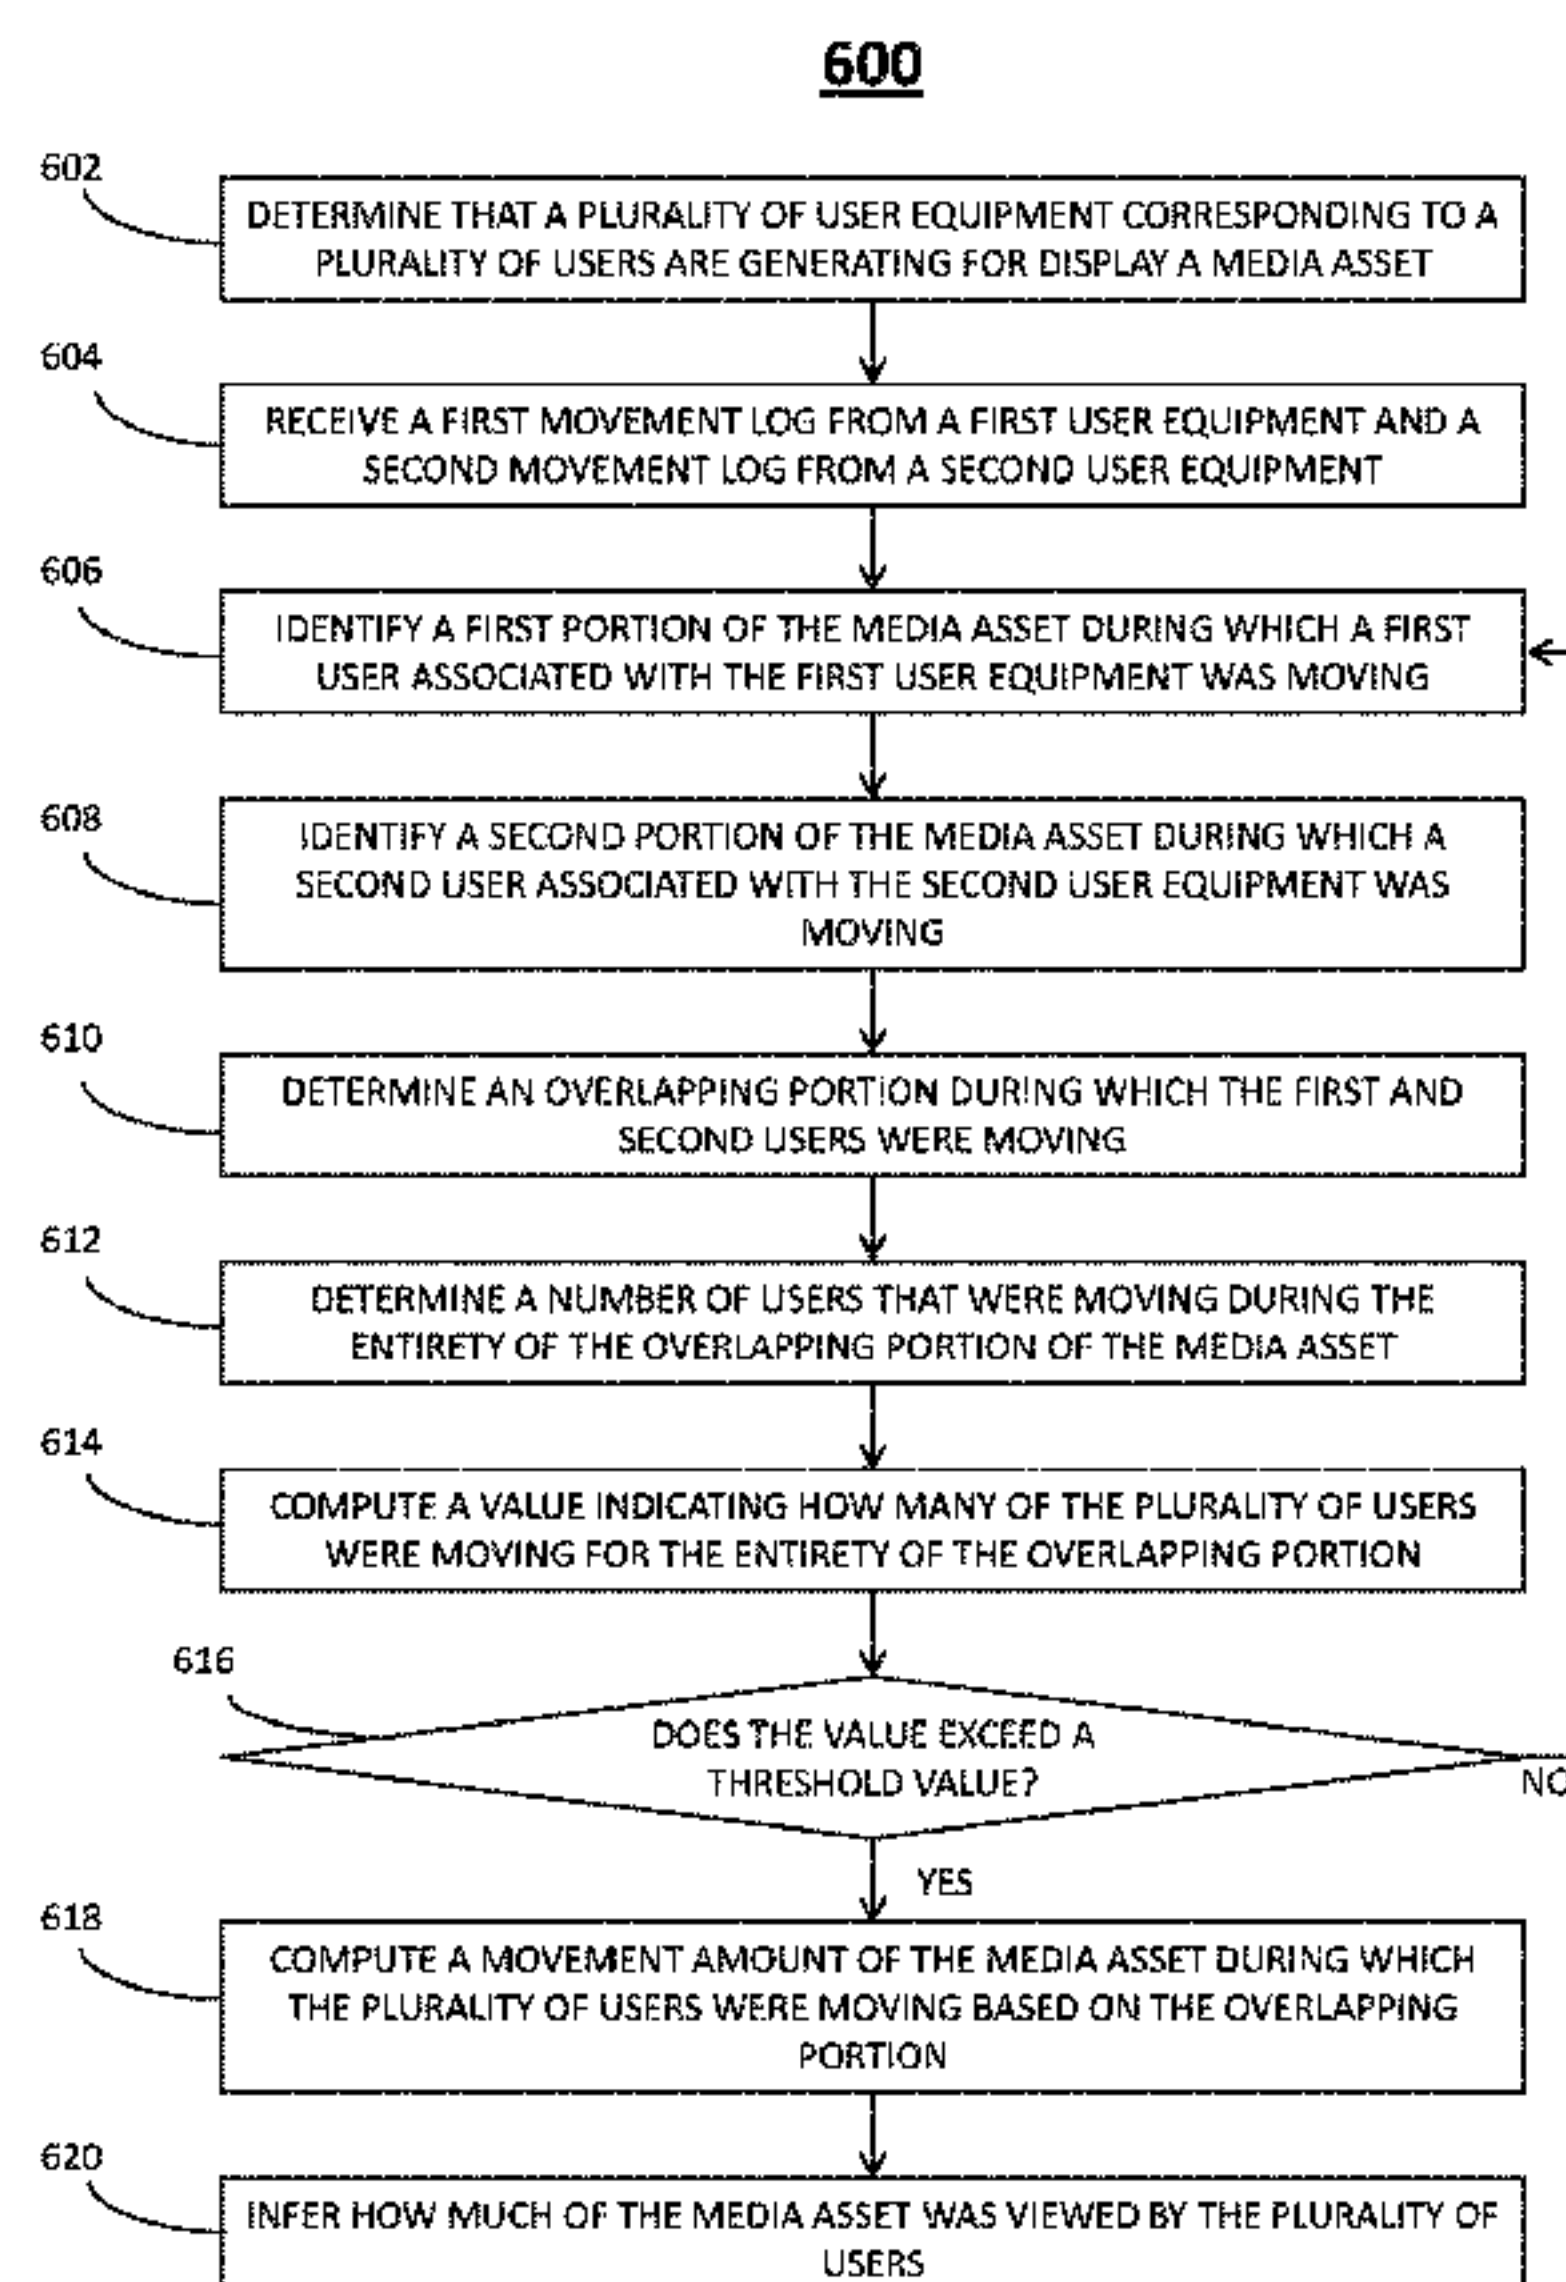 600
602
DETERMINE THAT A PLURALITY OF USER EQUIPMENT CORRESPONDING TO A
PLURALITY OF USERS ARE GENERATING FOR DISPLAY A MEDIA ASSET
604
RECEIVE A FIRST MOVEMENT LOG FROM A FIRST USER EQUIPMENT AND A
SECOND MOVEMENT LOG FROM A SECOND USER EQUIPMENT
606
IDENTIFY A FIRST PORTION OF THE MEDIA ASSET DURING WHICH A FIRST
USER ASSOCIATED WITH THE FIRST USER EQUIPMENT WAS MOVING
608
IDENTIFY A SECOND PORTION OF THE MEDIA ASSET DURING WHICH A
SECOND USER ASSOCIATED WITH THE SECOND USER EQUIPMENT WAS
MOVING
610
DETERMINE AN OVERLAPPING PORTION DURING WHICH THE FIRST AND
SECOND USERS WERE MOVING
612
DETERMINE A NUMBER OF USERS THAT WERE MOVING DURING THE
ENTIRETY OF THE OVERLAPPING PORTION OF THE MEDIA ASSET
614
COMPUTE A VALUE INDICATING HOW MANY OF THE PLURALITY OF USERS
WERE MOVING FOR THE ENTIRETY OF THE OVERLAPPING PORTION
616
DOES THE VALUE EXCEED A
THRESHOLD VALUE?
NO
YES
618
COMPUTE A MOVEMENT AMOUNT OF THE MEDIA ASSET DURING WHICH
THE PLURALITY OF USERS WERE MOVING BASED ON THE OVERLAPPING
PORTION
620
INFER HOW MUCH OF THE MEDIA ASSET WAS VIEWED BY THE PLURALITY OF
USERS